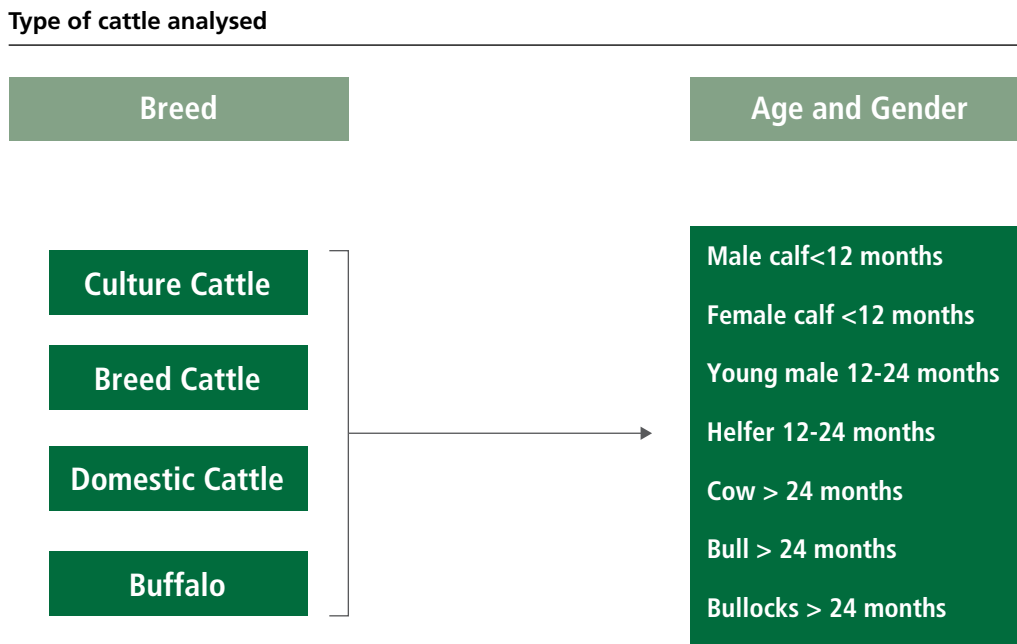 Type of cattle analysed
Breed
Age and Gender
Culture Cattle
Breed Cattle
Domestic Cattle
Buffalo
Male calf<12 months
Female calf <12 months
Young male 12-24 months
Helfer 12-24 months
Cow > 24 months
Bull > 24 months
Bullocks > 24 months